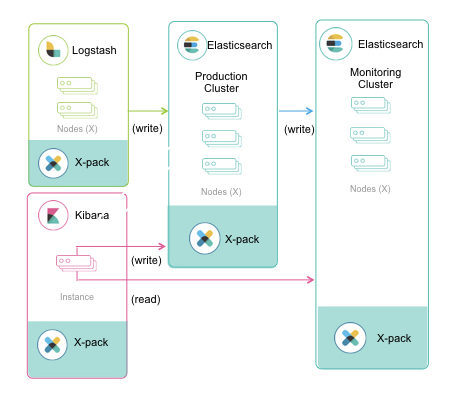 Logstash
Nodes (X)
X-pack
(write)
Elasticsearch
Production
Cluster
Nodes (X)
X-pack
(write)
Elasticsearch
Monitoring
Cluster
Nodes (X)
X-pack
Kibana
Instance
X-pack
(write)
(read)